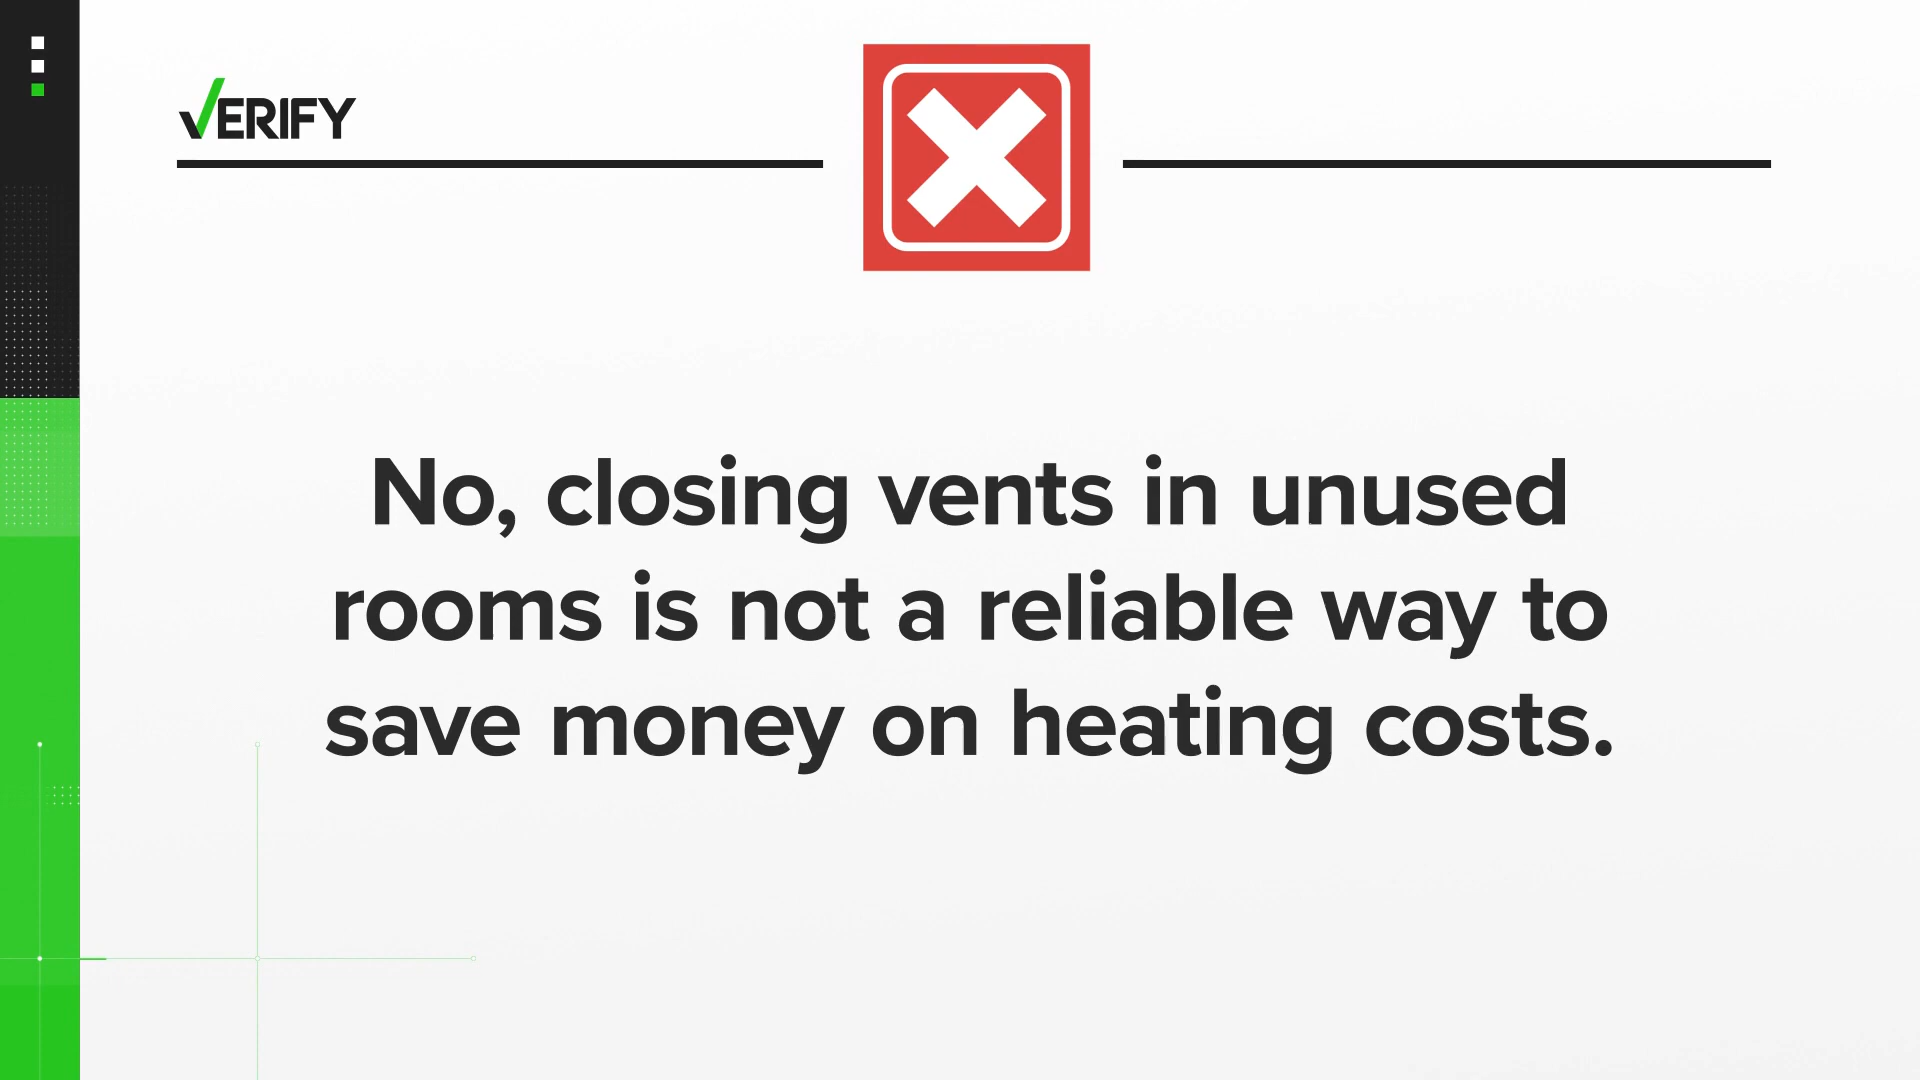 VERIFY
No, closing vents in unused
rooms is not a reliable way to
save money on heating costs.